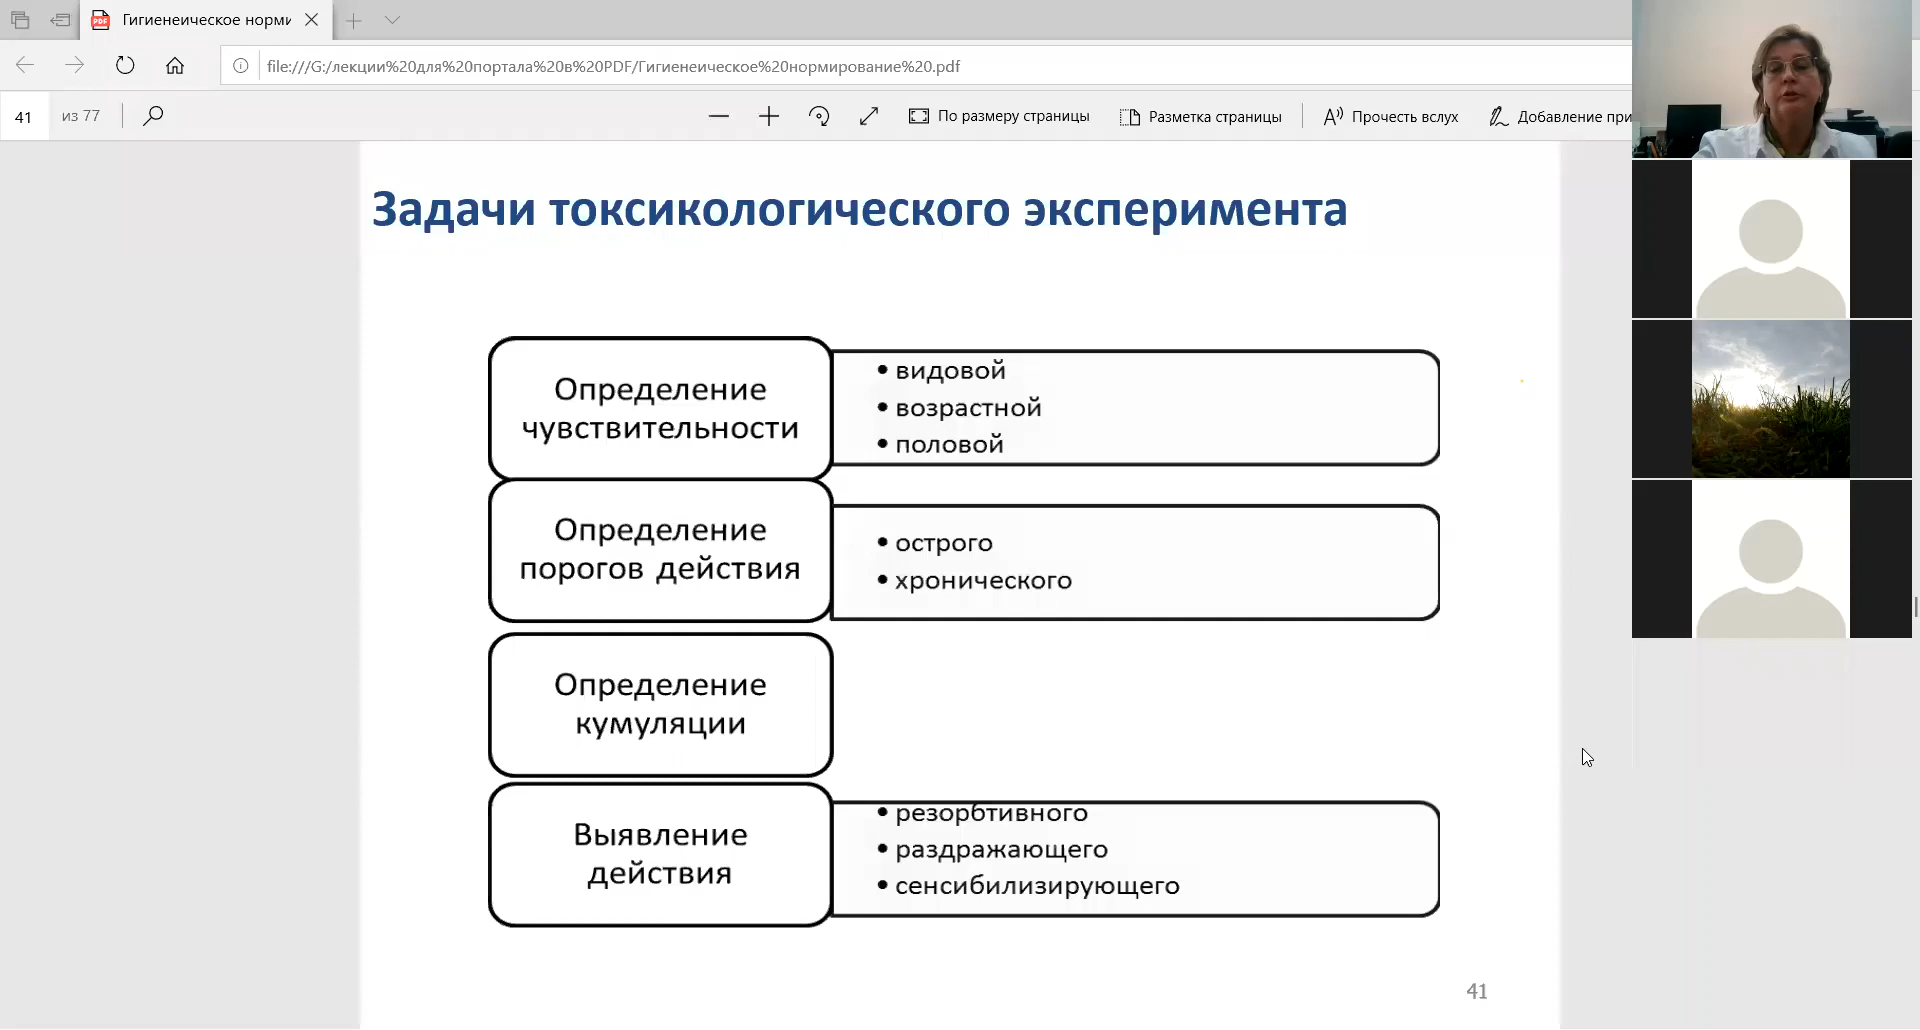 Гигиенеическое норми
file:///G:/лекции%20для%20портала%20в%20PDF/Гигиенеическое%20нормирование%20.pdf
41 из 77
По размеру страницы
Разметка страницы
Прочесть вслух
Добавление при
Задачи токсикологического эксперимента
Определение
чувствительности
• видовой
• возрастной
• половой
Определение
порогов действия
• острого
• хронического
Определение
кумуляции
Выявление
действия
• резорбтивного
• раздражающего
• сенсибилизирующего
41